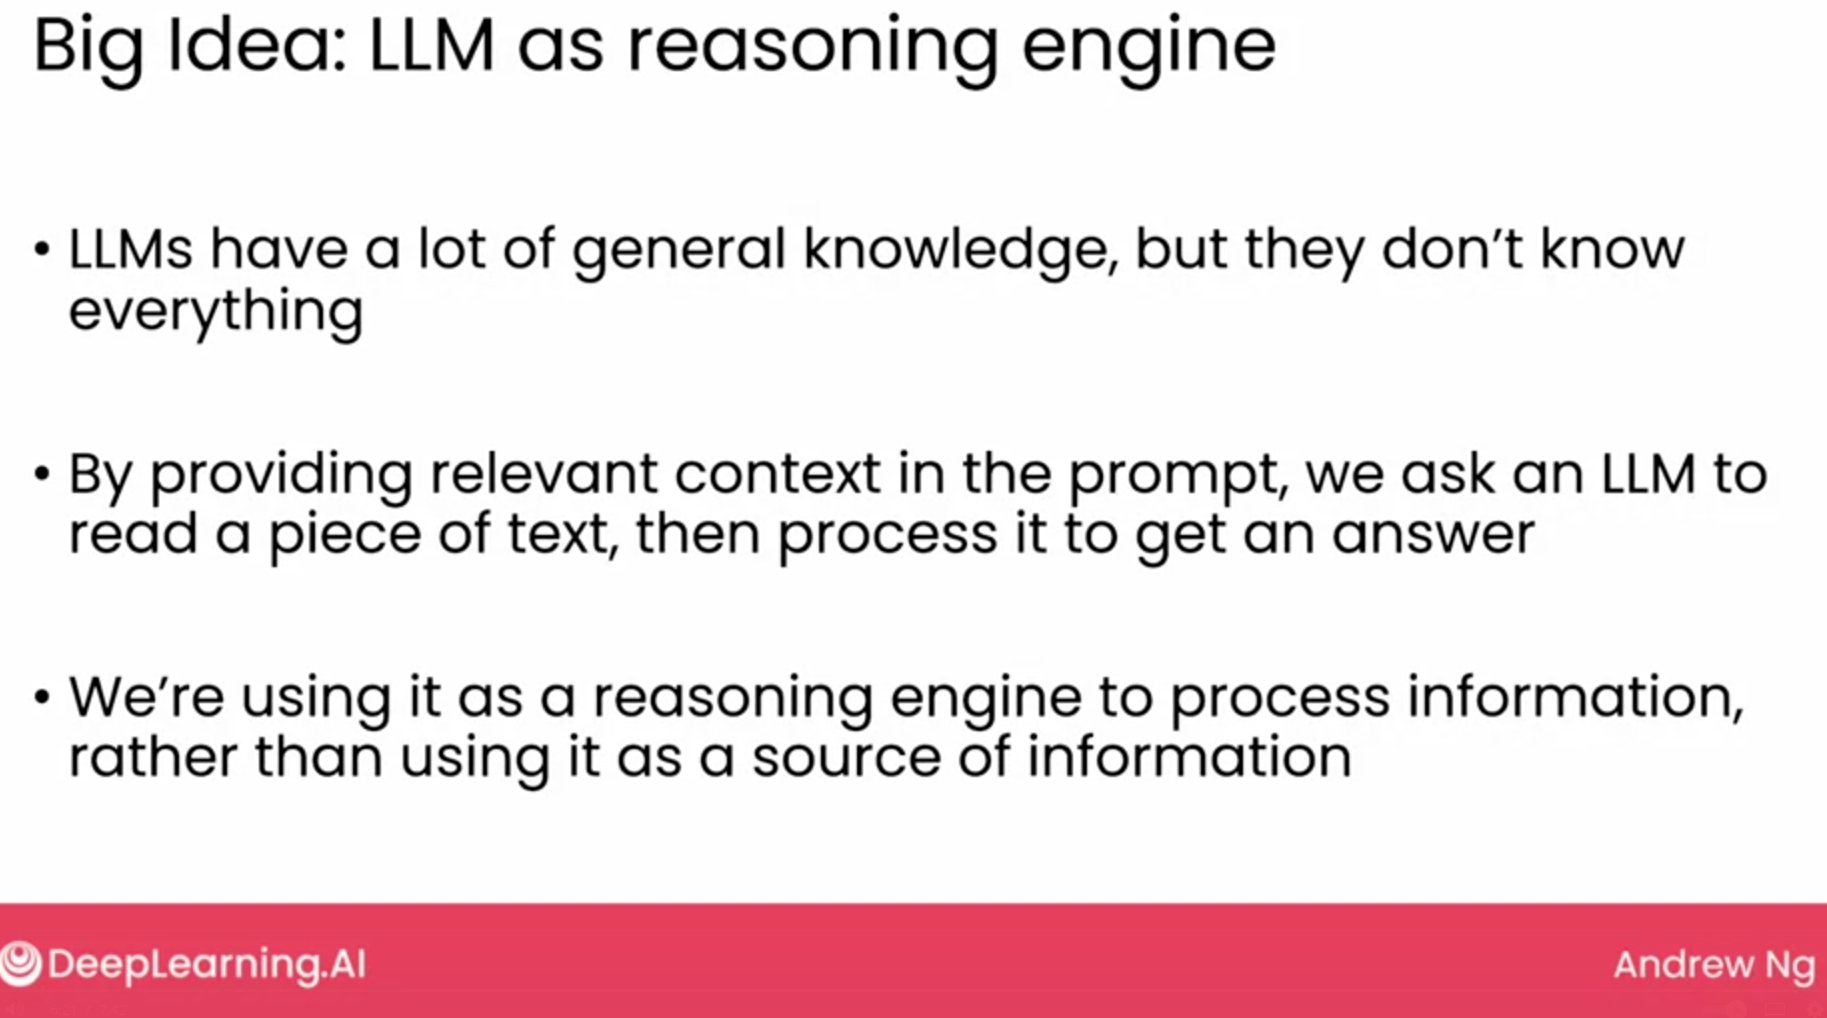 Big Idea: LLM as reasoning engine
• LLMs have a lot of general knowledge, but they don’t know
everything
• By providing relevant context in the prompt, we ask an LLM to
read a piece of text, then process it to get an answer
• We’re using it as a reasoning engine to process information,
rather than using it as a source of information
DeepLearning.AI
Andrew Ng